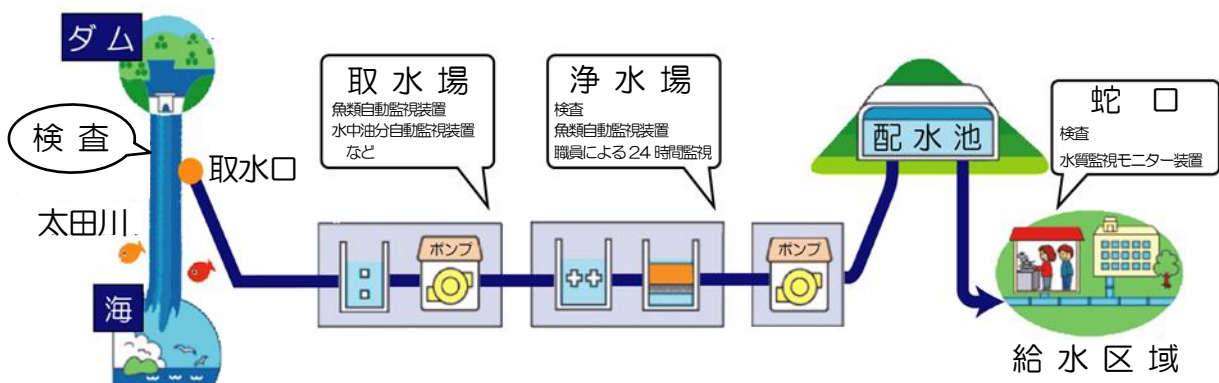 ダム
検査
取水口
太田川
海
取水場
魚類自動監視装置
水中油分自動監視装置
など
ポンプ
浄水場
検査
魚類自動監視装置
職員による24時間監視
ポンプ
配水池
蛇口
検査
水質監視モニター装置
給水区域